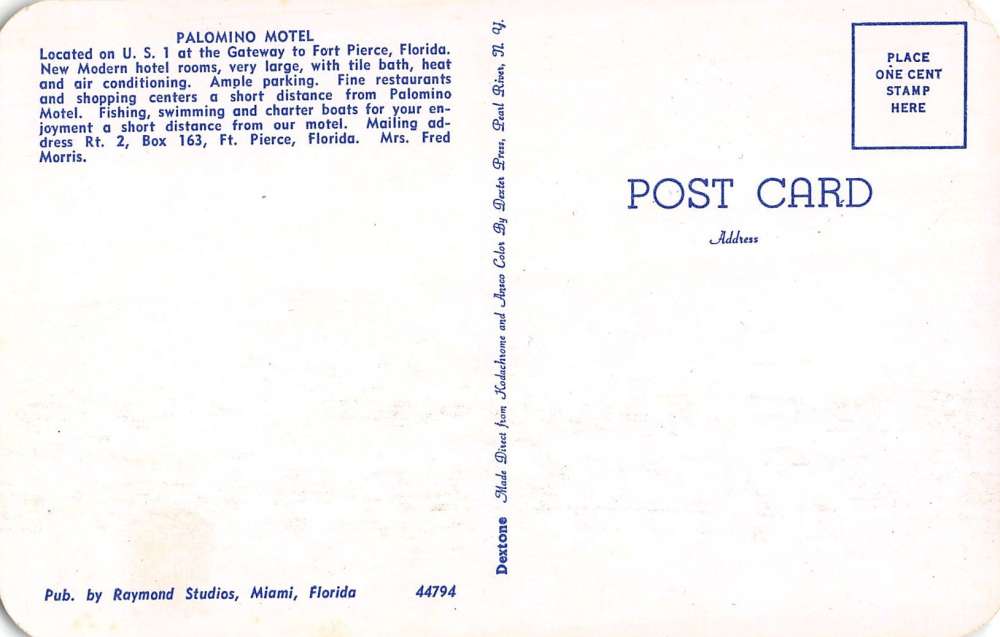 PALOMINO MOTEL
Located on U. S. 1 at the Gateway to Fort Pierce, Florida.
New Modern hotel rooms, very large, with tile bath, heat
and air conditioning. Ample parking. Fine restaurants
and shopping centers a short distance from Palomino
Motel. Fishing, swimming and charter boats for your en-
joyment a short distance from our motel. Mailing ad-
dress Rt. 2, Box 163, Ft. Pierce, Florida. Mrs. Fred
Morris.
Pub. by Raymond Studios, Miami, Florida 44794
Dextone Made Direct from Kodachrome and Ansco Color By Dexter Press, Pearl River, N. Y.
PLACE
ONE CENT
STAMP
HERE
POST CARD
Address